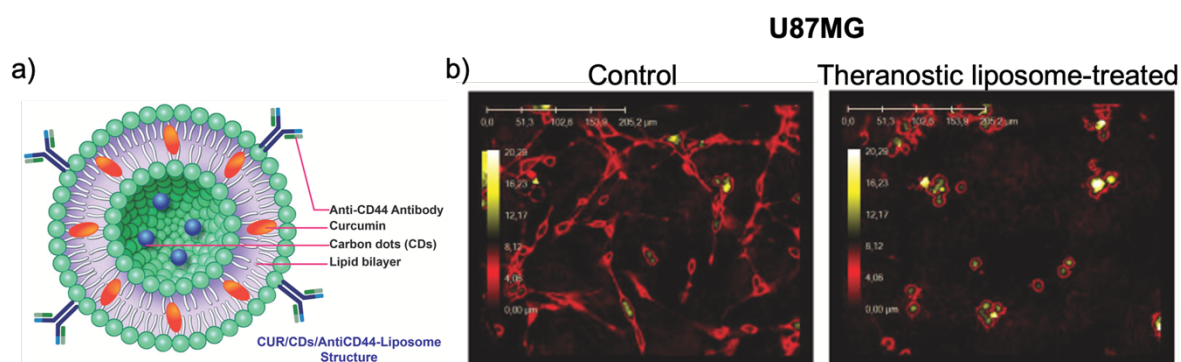 U87MG
a)
b)
Control
Theranostic liposome-treated
Anti-CD44 Antibody
Curcumin
Carbon dots (CDs)
Lipid bilayer
CUR/CDs/AntiCD44-Liposome
Structure
0,0 51,3 102,6 153,9 205,2 µm
20,29
16,23
12,17
8,12
4,06
0,00 µm
0,0 51,3 102,6 153,9 205,2 µm
20,29
16,23
12,17
8,12
4,06
0,00 µm